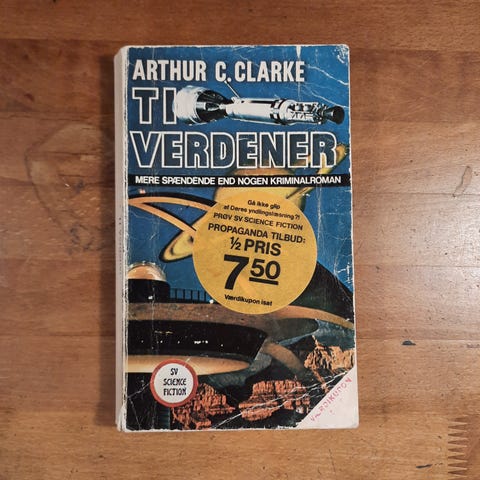 ARTHUR C. CLARKE
TI
VERDENER
MERE SPÆNDENDE END NOGEN KRIMINALROMAN
Gå ikke glip
af Deres yndlingslæsning?!
PRØV SV SCIENCE FICTION
PROPAGANDA TILBUD:
½ PRIS
7 50
Værdikupon isat
SV
SCIENCE
FICTION
VÆRDIKUPON